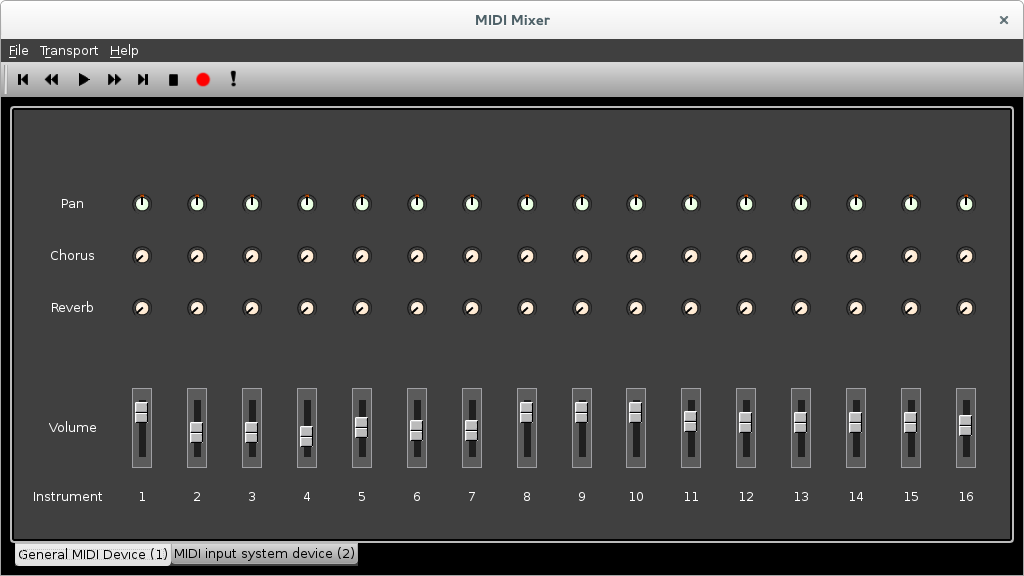 MIDI Mixer
File Transport Help
Pan
Chorus
Reverb
Volume
Instrument 1 2 3 4 5 6 7 8 9 10 11 12 13 14 15 16
General MIDI Device (1) MIDI input system device (2)